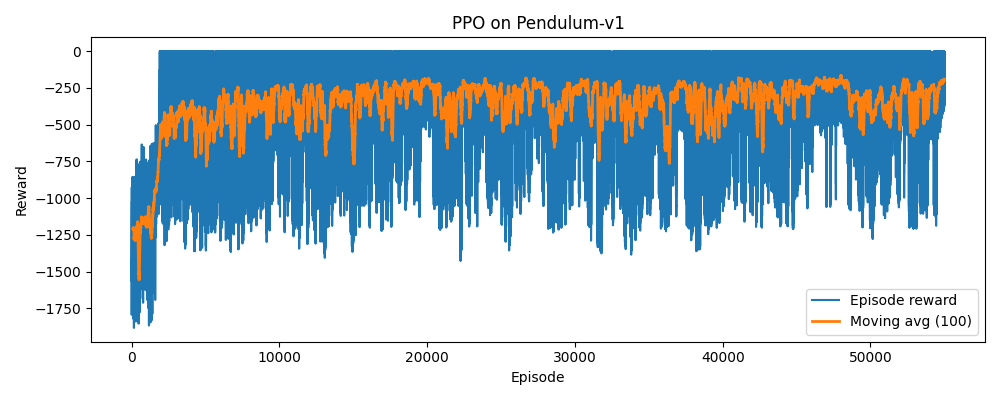 PPO on Pendulum-v1
0
−250
−500
−750
−1000
−1250
−1500
−1750
Reward
0 10000 20000 30000 40000 50000
Episode
Episode reward
Moving avg (100)